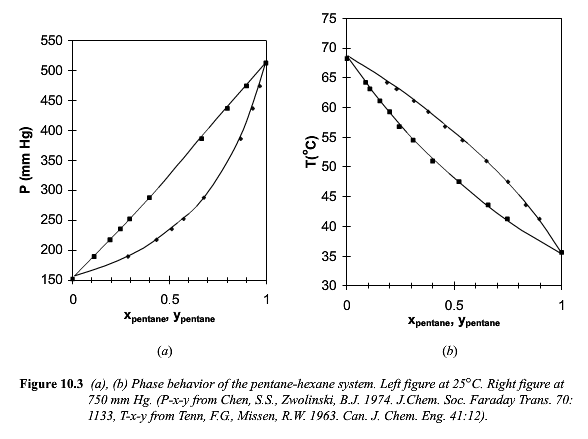 550
500
450
400
350
300
250
200
150
P (mm Hg)
0
0.5
1
xpentane, ypentane
(a)
75
70
65
60
55
50
45
40
35
30
T(°C)
0
0.5
1
xpentane, ypentane
(b)
Figure 10.3 (a), (b) Phase behavior of the pentane-hexane system. Left figure at 25°C. Right figure at
750 mm Hg. (P-x-y from Chen, S.S., Zwolinski, B.J. 1974. J.Chem. Soc. Faraday Trans. 70:
1133, T-x-y from Tenn, F.G., Missen, R.W. 1963. Can. J. Chem. Eng. 41:12).